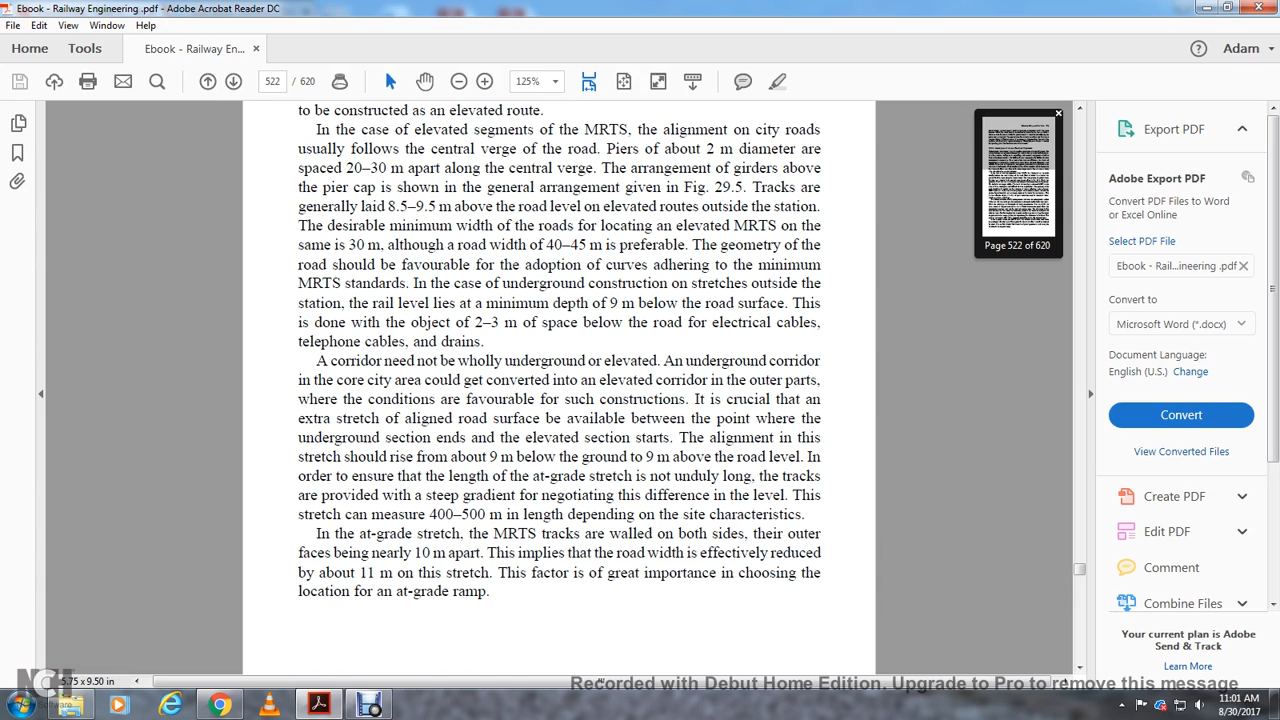 Ebook - Railway Engineering .pdf - Adobe Acrobat Reader DC
File Edit View Window Help
Home Tools Ebook - Railway En... × Adam
522 / 620 125%
to be constructed as an elevated route.
In the case of elevated segments of the MRTS, the alignment on city roads
usually follows the central verge of the road. Piers of about 2 m diameter are
spaced 20–30 m apart along the central verge. The arrangement of girders above
the pier cap is shown in the general arrangement given in Fig. 29.5. Tracks are
generally laid 8.5–9.5 m above the road level on elevated routes outside the station.
The desirable minimum width of the roads for locating an elevated MRTS on the
same is 30 m, although a road width of 40–45 m is preferable. The geometry of the
road should be favourable for the adoption of curves adhering to the minimum
MRTS standards. In the case of underground construction on stretches outside the
station, the rail level lies at a minimum depth of 9 m below the road surface. This
is done with the object of 2–3 m of space below the road for electrical cables,
telephone cables, and drains.
A corridor need not be wholly underground or elevated. An underground corridor
in the core city area could get converted into an elevated corridor in the outer parts,
where the conditions are favourable for such constructions. It is crucial that an
extra stretch of aligned road surface be available between the point where the
underground section ends and the elevated section starts. The alignment in this
stretch should rise from about 9 m below the ground to 9 m above the road level. In
order to ensure that the length of the at-grade stretch is not unduly long, the tracks
are provided with a steep gradient for negotiating this difference in the level. This
stretch can measure 400–500 m in length depending on the site characteristics.
In the at-grade stretch, the MRTS tracks are walled on both sides, their outer
faces being nearly 10 m apart. This implies that the road width is effectively reduced
by about 11 m on this stretch. This factor is of great importance in choosing the
location for an at-grade ramp.
Page 522 of 620
Export PDF
Adobe Export PDF
Convert PDF Files to Word
or Excel Online
Select PDF File
Ebook - Rail...ineering .pdf ×
Convert to
Microsoft Word (*.docx)
Document Language:
English (U.S.) Change
Convert
View Converted Files
Create PDF
Edit PDF
Comment
Combine Files
Your current plan is Adobe
Send & Track
Learn More
5.75 x 9.50 in
NCH Software
Recorded with Debut Home Edition. Upgrade to Pro to remove this message
11:01 AM
8/30/2017